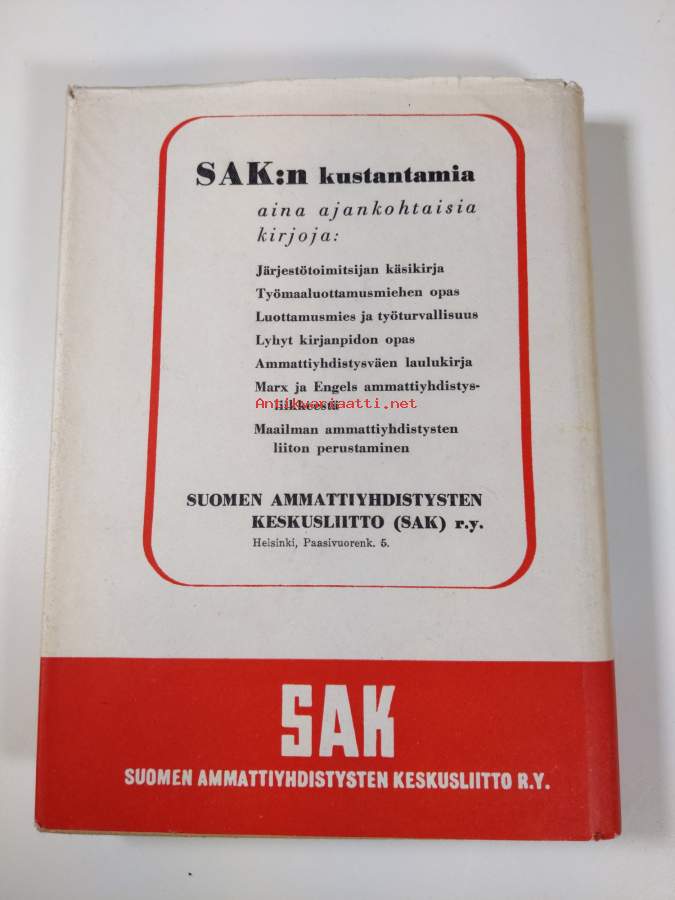 SAK:n kustantamia
aina ajankohtaisia
kirjoja:
Järjestötoimitsijan käsikirja
Työmaaluottamusmiehen opas
Luottamusmies ja työturvallisuus
Lyhyt kirjanpidon opas
Ammattiyhdistysväen laulukirja
Marx ja Engels ammattiyhdistys-
Antikvariaatti.net
liikkeestä
Maailman ammattiyhdistysten
liiton perustaminen
SUOMEN AMMATTIYHDISTYSTEN
KESKUSLIITTO (SAK) r.y.
Helsinki, Paasivuorenk. 5.
SAK
SUOMEN AMMATTIYHDISTYSTEN KESKUSLIITTO R.Y.